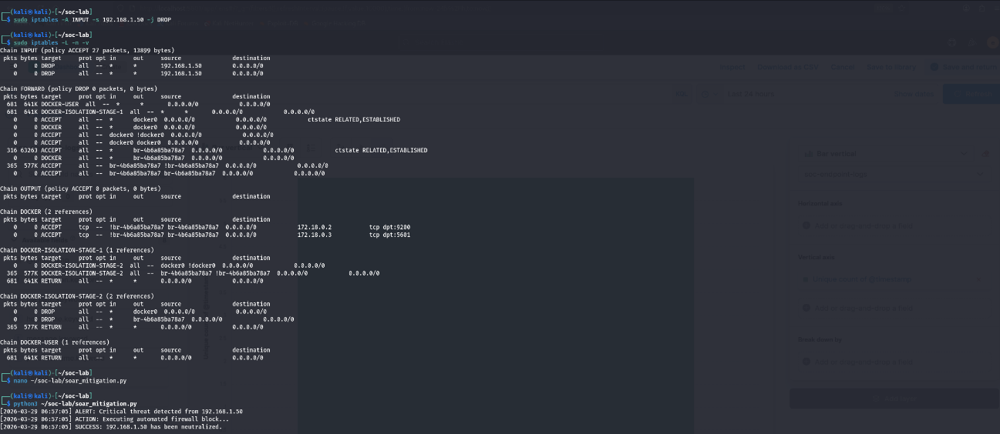 (kali㉿kali)-[~/soc-lab]
$ sudo iptables -A INPUT -s 192.168.1.50 -j DROP
(kali㉿kali)-[~/soc-lab]
$ sudo iptables -L -n -v
Chain INPUT (policy ACCEPT 27 packets, 13899 bytes)
pkts bytes target prot opt in out source destination
0 0 DROP all -- * * 192.168.1.50 0.0.0.0/0
0 0 DROP all -- * * 192.168.1.50 0.0.0.0/0
Chain FORWARD (policy DROP 0 packets, 0 bytes)
pkts bytes target prot opt in out source destination
681 641K DOCKER-USER all -- * * 0.0.0.0/0 0.0.0.0/0
681 641K DOCKER-ISOLATION-STAGE-1 all -- * * 0.0.0.0/0 0.0.0.0/0
0 0 ACCEPT all -- * docker0 0.0.0.0/0 0.0.0.0/0 ctstate RELATED,ESTABLISHED
0 0 DOCKER all -- * docker0 0.0.0.0/0 0.0.0.0/0
0 0 ACCEPT all -- docker0 !docker0 0.0.0.0/0 0.0.0.0/0
0 0 ACCEPT all -- docker0 docker0 0.0.0.0/0 0.0.0.0/0
316 63263 ACCEPT all -- * br-4b6a85ba78a7 0.0.0.0/0 0.0.0.0/0 ctstate RELATED,ESTABLISHED
0 0 DOCKER all -- * br-4b6a85ba78a7 0.0.0.0/0 0.0.0.0/0
365 577K ACCEPT all -- br-4b6a85ba78a7 !br-4b6a85ba78a7 0.0.0.0/0 0.0.0.0/0
0 0 ACCEPT all -- br-4b6a85ba78a7 br-4b6a85ba78a7 0.0.0.0/0 0.0.0.0/0
Chain OUTPUT (policy ACCEPT 0 packets, 0 bytes)
pkts bytes target prot opt in out source destination
Chain DOCKER (2 references)
pkts bytes target prot opt in out source destination
0 0 ACCEPT tcp -- !br-4b6a85ba78a7 br-4b6a85ba78a7 0.0.0.0/0 172.18.0.2 tcp dpt:9200
0 0 ACCEPT tcp -- !br-4b6a85ba78a7 br-4b6a85ba78a7 0.0.0.0/0 172.18.0.3 tcp dpt:5601
Chain DOCKER-ISOLATION-STAGE-1 (1 references)
pkts bytes target prot opt in out source destination
0 0 DOCKER-ISOLATION-STAGE-2 all -- docker0 !docker0 0.0.0.0/0 0.0.0.0/0
365 577K DOCKER-ISOLATION-STAGE-2 all -- br-4b6a85ba78a7 !br-4b6a85ba78a7 0.0.0.0/0 0.0.0.0/0
681 641K RETURN all -- * * 0.0.0.0/0 0.0.0.0/0
Chain DOCKER-ISOLATION-STAGE-2 (2 references)
pkts bytes target prot opt in out source destination
0 0 DROP all -- * docker0 0.0.0.0/0 0.0.0.0/0
0 0 DROP all -- * br-4b6a85ba78a7 0.0.0.0/0 0.0.0.0/0
365 577K RETURN all -- * * 0.0.0.0/0 0.0.0.0/0
Chain DOCKER-USER (1 references)
pkts bytes target prot opt in out source destination
681 641K RETURN all -- * * 0.0.0.0/0 0.0.0.0/0
(kali㉿kali)-[~/soc-lab]
$ nano ~/soc-lab/soar_mitigation.py
(kali㉿kali)-[~/soc-lab]
$ python3 ~/soc-lab/soar_mitigation.py
[2026-03-29 06:57:05] ALERT: Critical threat detected from 192.168.1.50
[2026-03-29 06:57:05] ACTION: Executing automated firewall block...
[2026-03-29 06:57:05] SUCCESS: 192.168.1.50 has been neutralized.
Last 24 hours
Bar vertical
Horizontal axis
Vertical axis